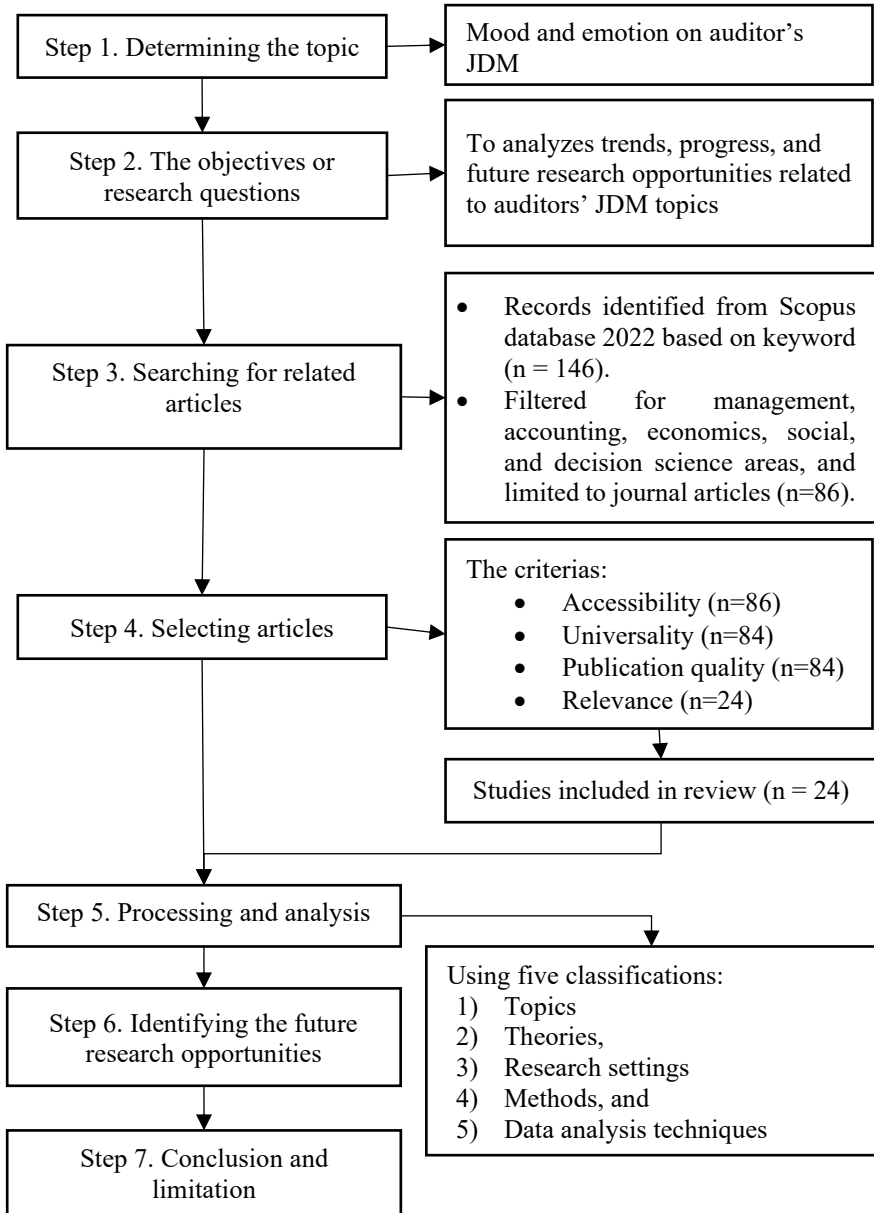 Step 1. Determining the topic
Mood and emotion on auditor's
JDM
Step 2. The objectives or
research questions
To analyzes trends, progress, and
future research opportunities related
to auditors' JDM topics
Step 3. Searching for related
articles
• Records identified from Scopus
database 2022 based on keyword
(n = 146).
• Filtered for management,
accounting, economics, social,
and decision science areas, and
limited to journal articles (n=86).
Step 4. Selecting articles
The criterias:
• Accessibility (n=86)
• Universality (n=84)
• Publication quality (n=84)
• Relevance (n=24)
Studies included in review (n = 24)
Step 5. Processing and analysis
Using five classifications:
1) Topics
2) Theories,
3) Research settings
4) Methods, and
5) Data analysis techniques
Step 6. Identifying the future
research opportunities
Step 7. Conclusion and
limitation